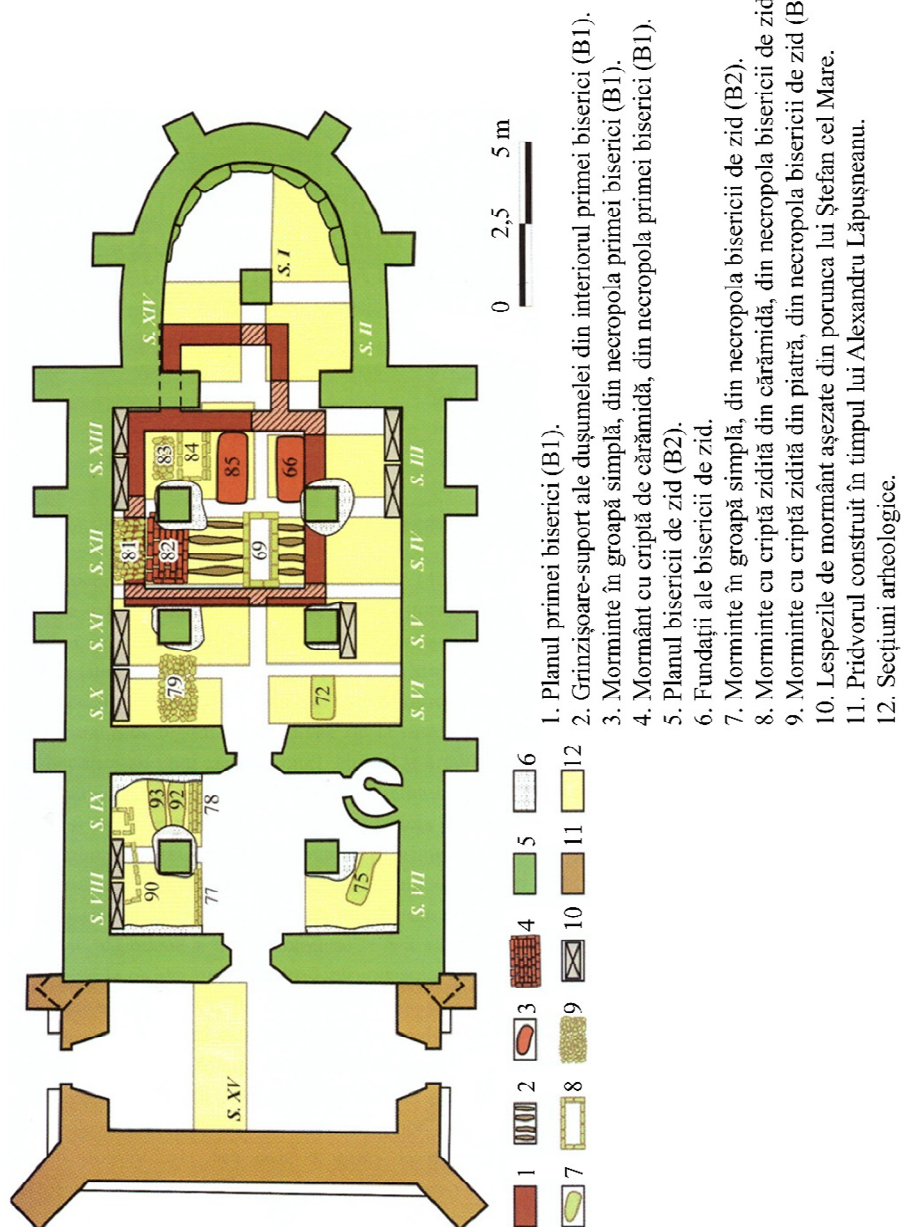 S. XIV
S. I
S. II
S. XIII
S. III
S. XII
S. IV
S. XI
S. V
S. X
S. VI
S. IX
S. VIII
S. VII
S. XV
83
84
85
66
81
82
69
79
72
93
92
78
90
77
75
0 2,5 5 m
1 2 3 4 5 6
7 8 9 10 11 12
1. Planul primei biserici (B1).
2. Grinzișoare-suport ale dușumelei din interiorul primei biserici (B1).
3. Morminte în groapă simplă, din necropola primei biserici (B1).
4. Mormânt cu criptă de cărămidă, din necropola primei biserici (B1).
5. Planul bisericii de zid (B2).
6. Fundații ale bisericii de zid.
7. Morminte în groapă simplă, din necropola bisericii de zid (B2).
8. Morminte cu criptă zidită din cărămidă, din necropola bisericii de zid
9. Morminte cu criptă zidită din piatră, din necropola bisericii de zid (B
10. Lespezile de mormânt așezate din porunca lui Ștefan cel Mare.
11. Pridvorul construit în timpul lui Alexandru Lăpușneanu.
12. Secțiuni arheologice.